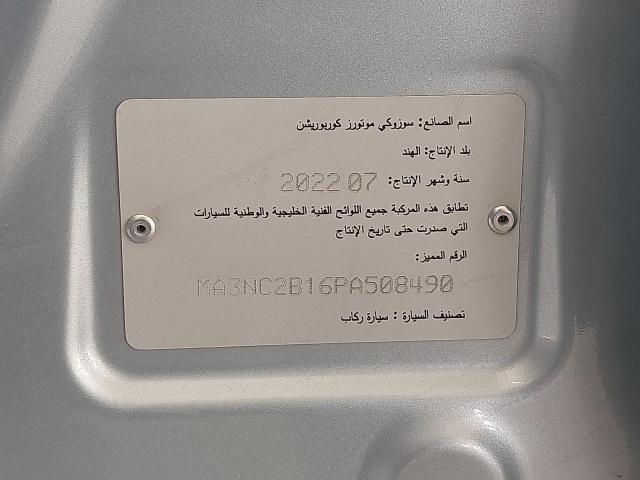 اسم الصانع: سوزوكي موتورز كوربوريشن
بلد الإنتاج: الهند
سنة وشهر الإنتاج: 2022 07
تطابق هذه المركبة جميع اللوائح الفنية الخليجية والوطنية للسيارات
التي صدرت حتى تاريخ الإنتاج
الرقم المميز:
MA3NC2B16PA508490
تصنيف السيارة : سيارة ركاب